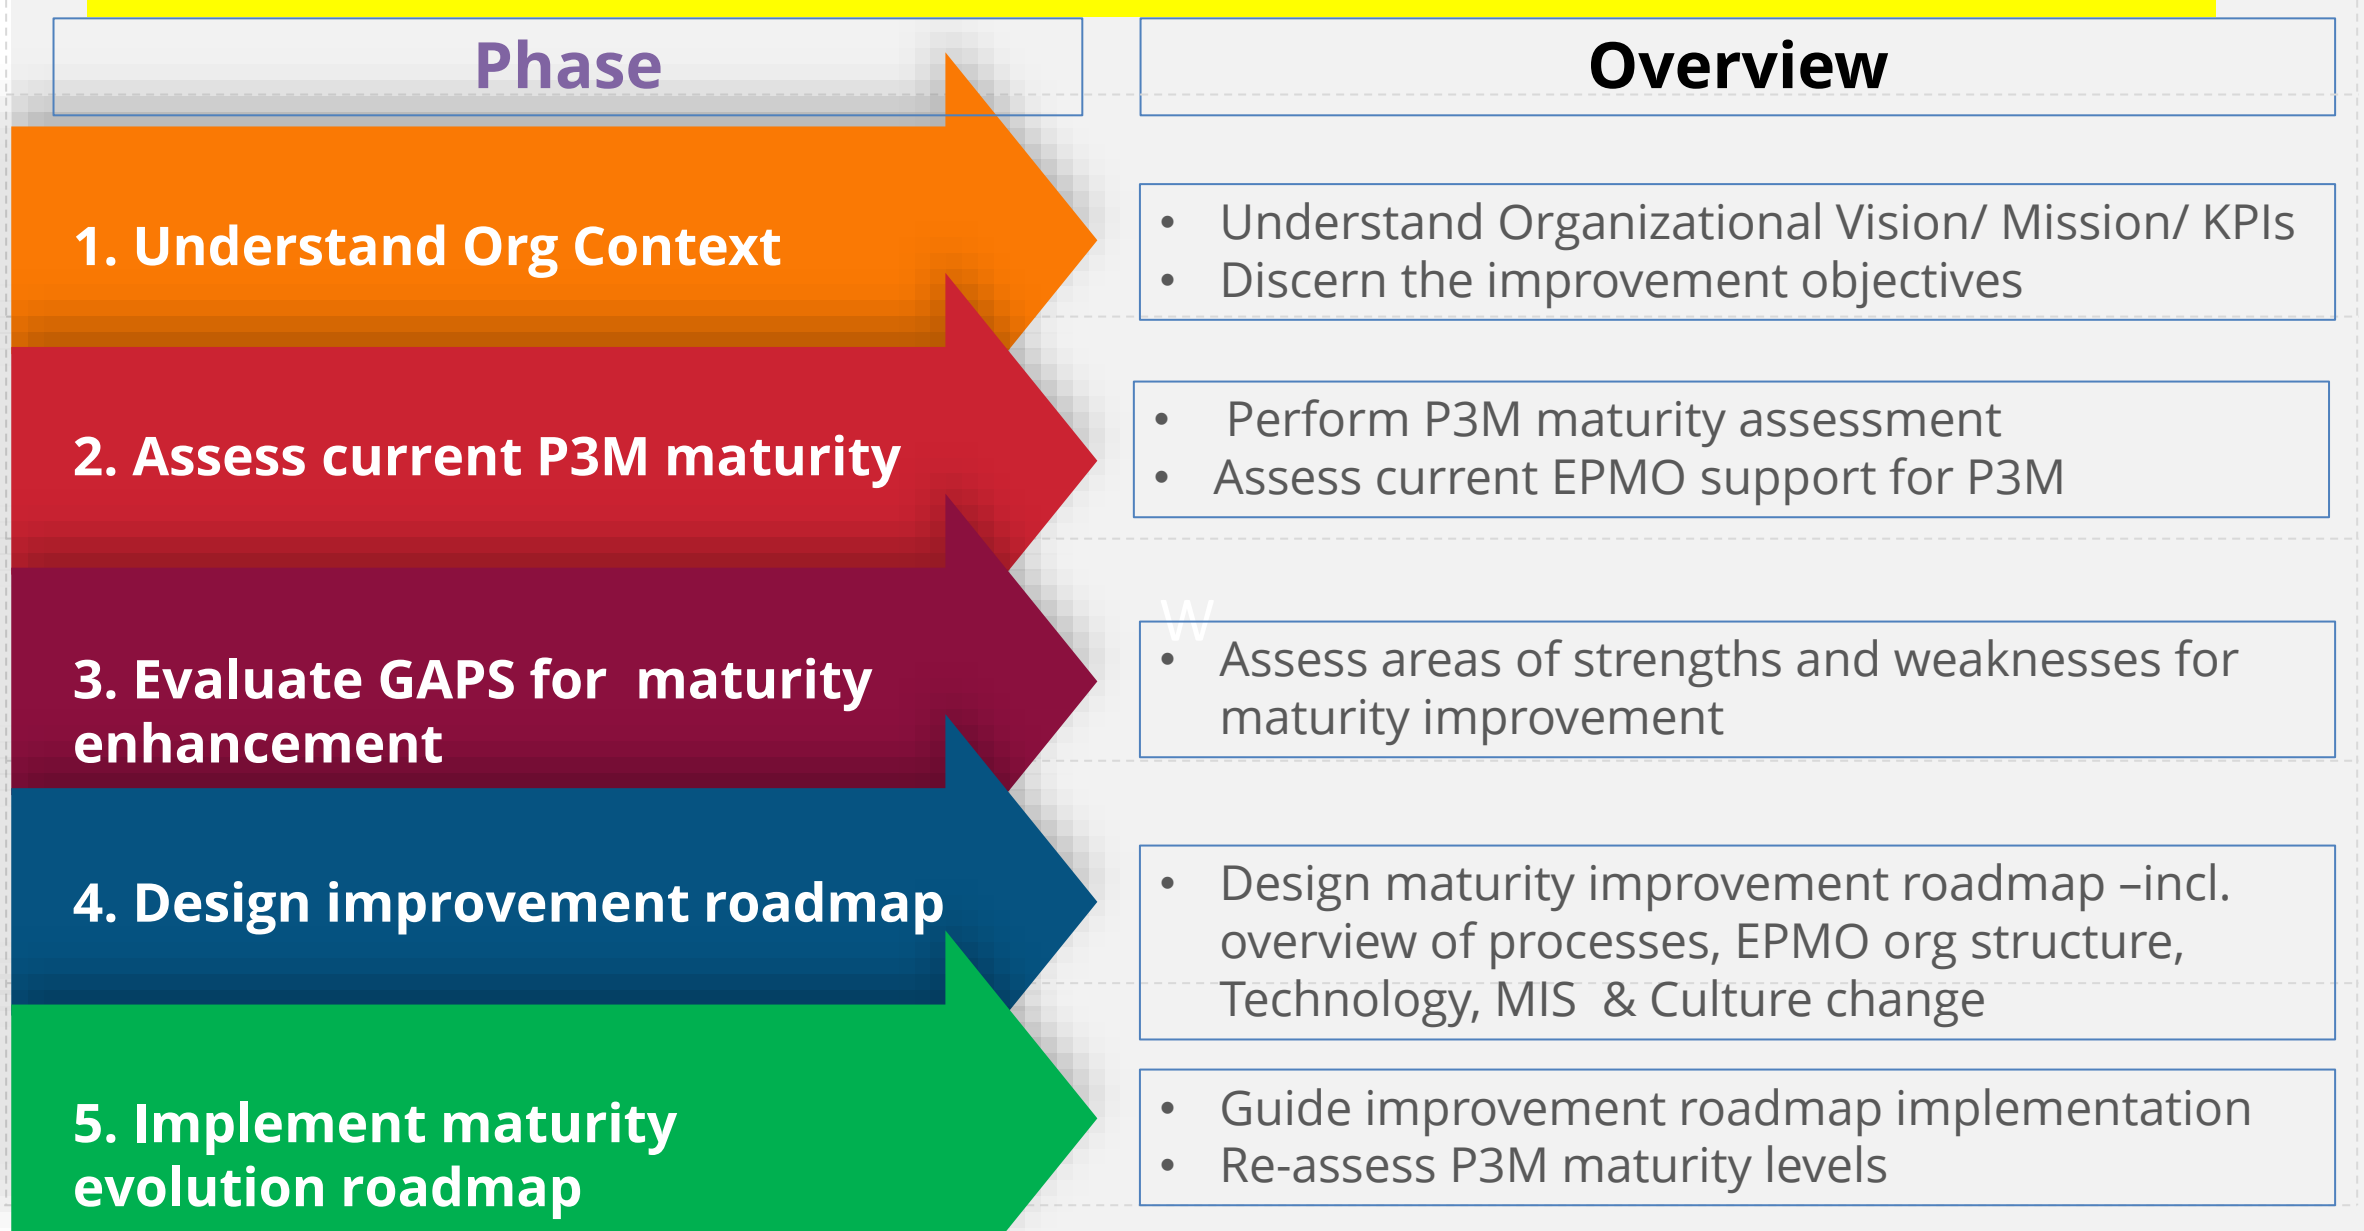 Phase
Overview
1. Understand Org Context
• Understand Organizational Vision/ Mission/ KPIs
• Discern the improvement objectives
2. Assess current P3M maturity
• Perform P3M maturity assessment
• Assess current EPMO support for P3M
3. Evaluate GAPS for  maturity
enhancement
W
• Assess areas of strengths and weaknesses for
maturity improvement
4. Design improvement roadmap
• Design maturity improvement roadmap –incl.
overview of processes, EPMO org structure,
Technology, MIS  & Culture change
5. Implement maturity
evolution roadmap
• Guide improvement roadmap implementation
• Re-assess P3M maturity levels